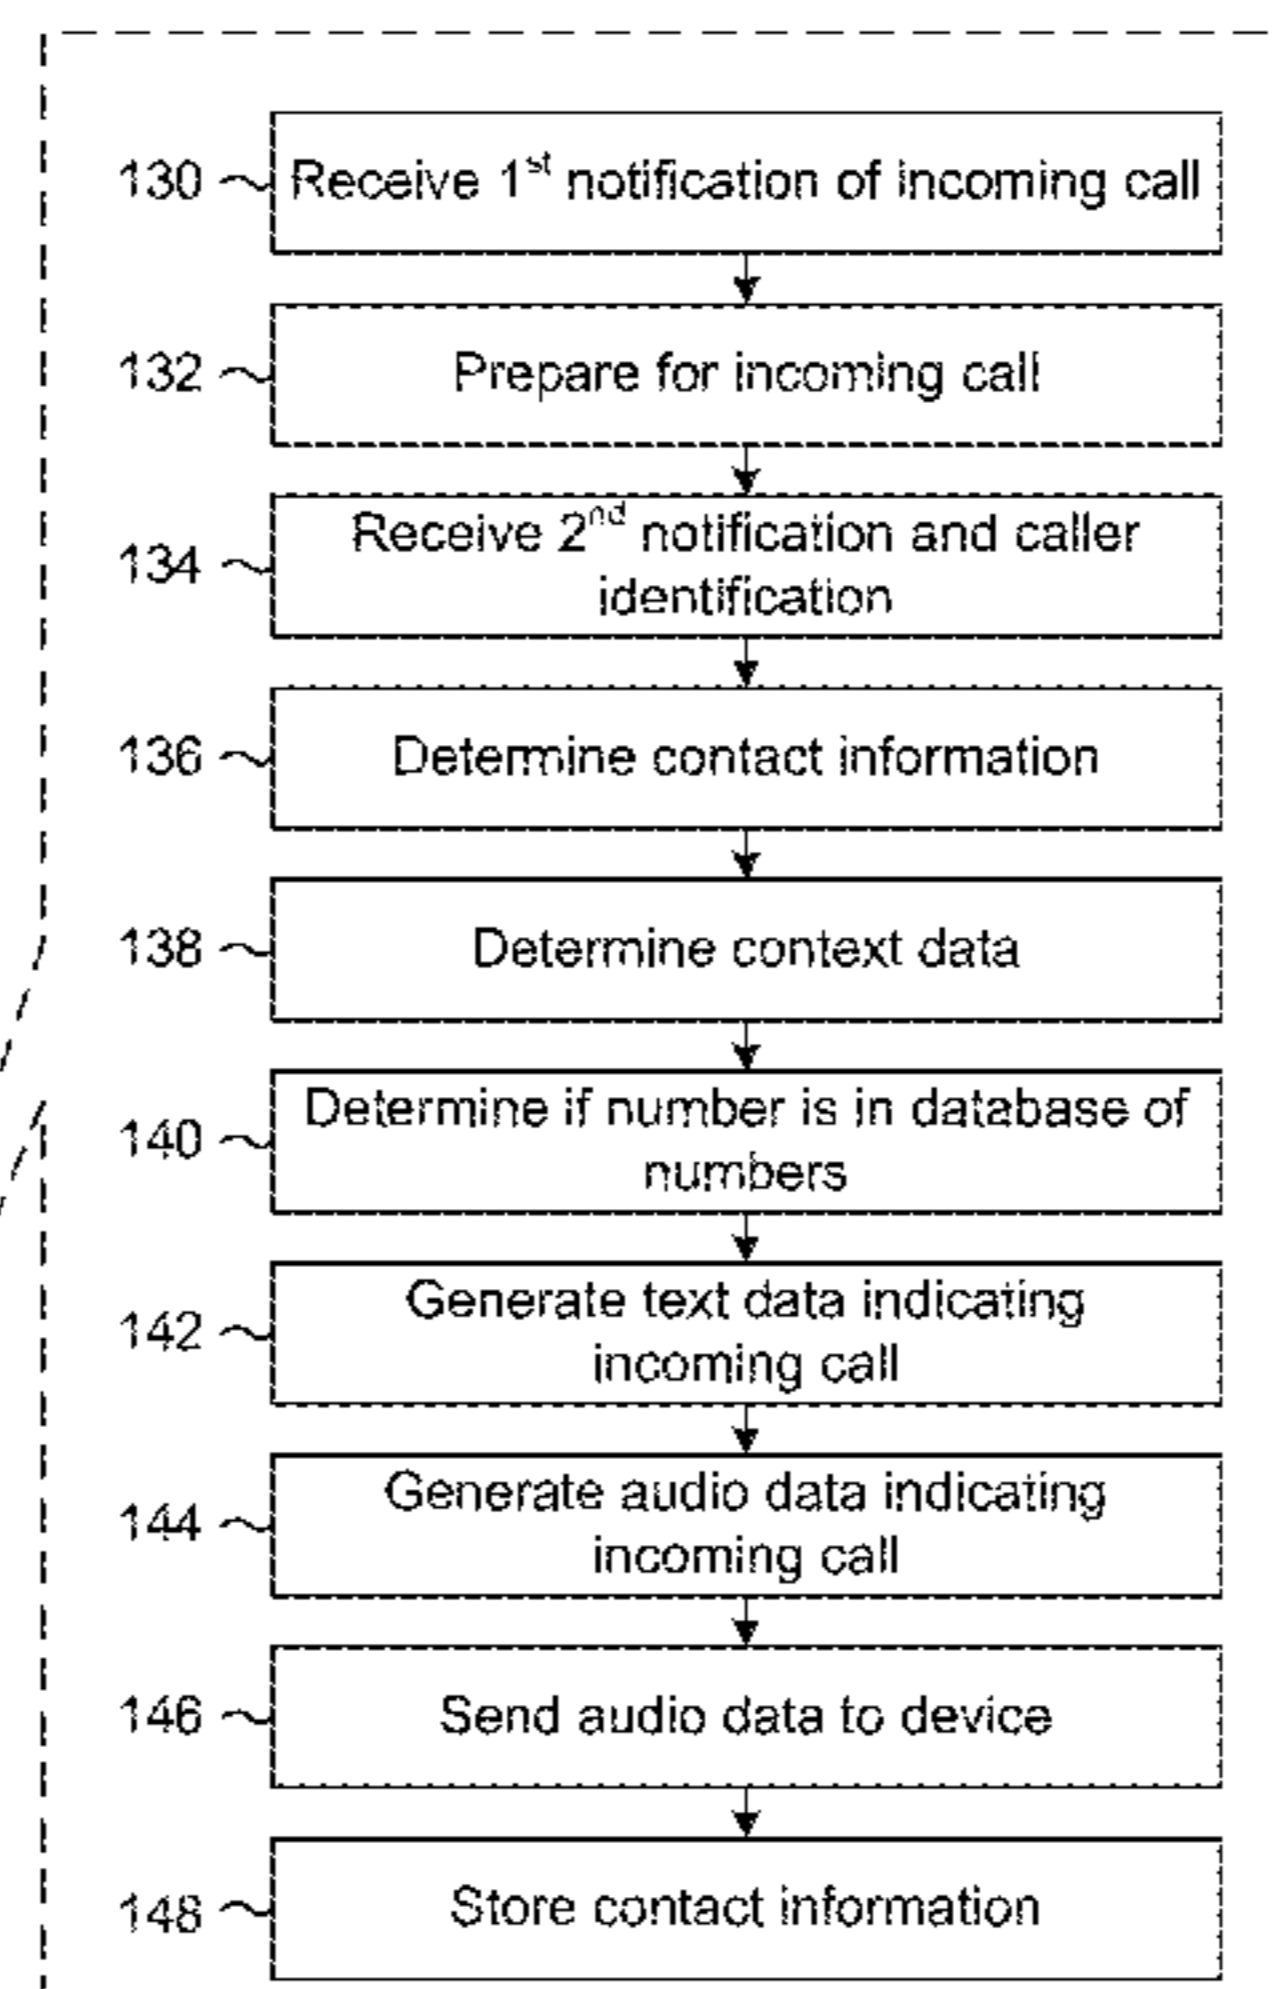 130 Receive 1st notification of incoming call
132 Prepare for incoming call
134 Receive 2nd notification and caller
identification
136 Determine contact information
138 Determine context data
140 Determine if number is in database of
numbers
142 Generate text data indicating
incoming call
144 Generate audio data indicating
incoming call
146 Send audio data to device
148 Store contact information